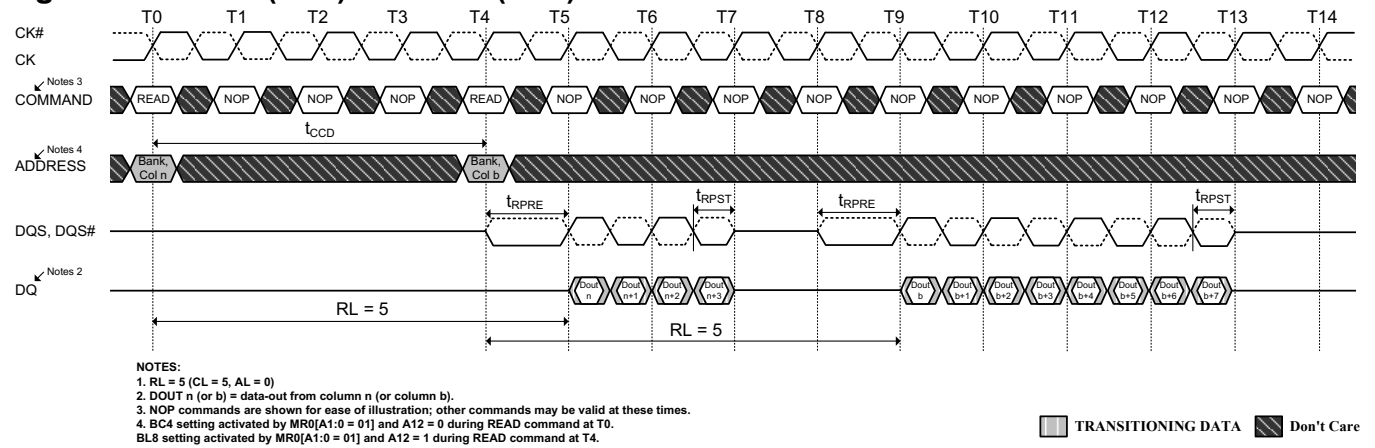 T0 T1 T2 T3 T4 T5 T6 T7 T8 T9 T10 T11 T12 T13 T14
CK#
CK
Notes 3
COMMAND READ NOP NOP NOP READ NOP NOP NOP NOP NOP NOP NOP NOP NOP NOP
tCCD
Notes 4
ADDRESS
Bank, Col n
Bank, Col b
tRPRE tRPST tRPRE tRPST
DQS, DQS#
Notes 2
DQ
Dout n Dout n+1 Dout n+2 Dout n+3 Dout b Dout b+1 Dout b+2 Dout b+3 Dout b+4 Dout b+5 Dout b+6 Dout b+7
RL = 5
RL = 5
NOTES:
1. RL = 5 (CL = 5, AL = 0)
2. DOUT n (or b) = data-out from column n (or column b).
3. NOP commands are shown for ease of illustration; other commands may be valid at these times.
4. BC4 setting activated by MR0[A1:0 = 01] and A12 = 0 during READ command at T0.
BL8 setting activated by MR0[A1:0 = 01] and A12 = 1 during READ command at T4.
TRANSITIONING DATA Don't Care